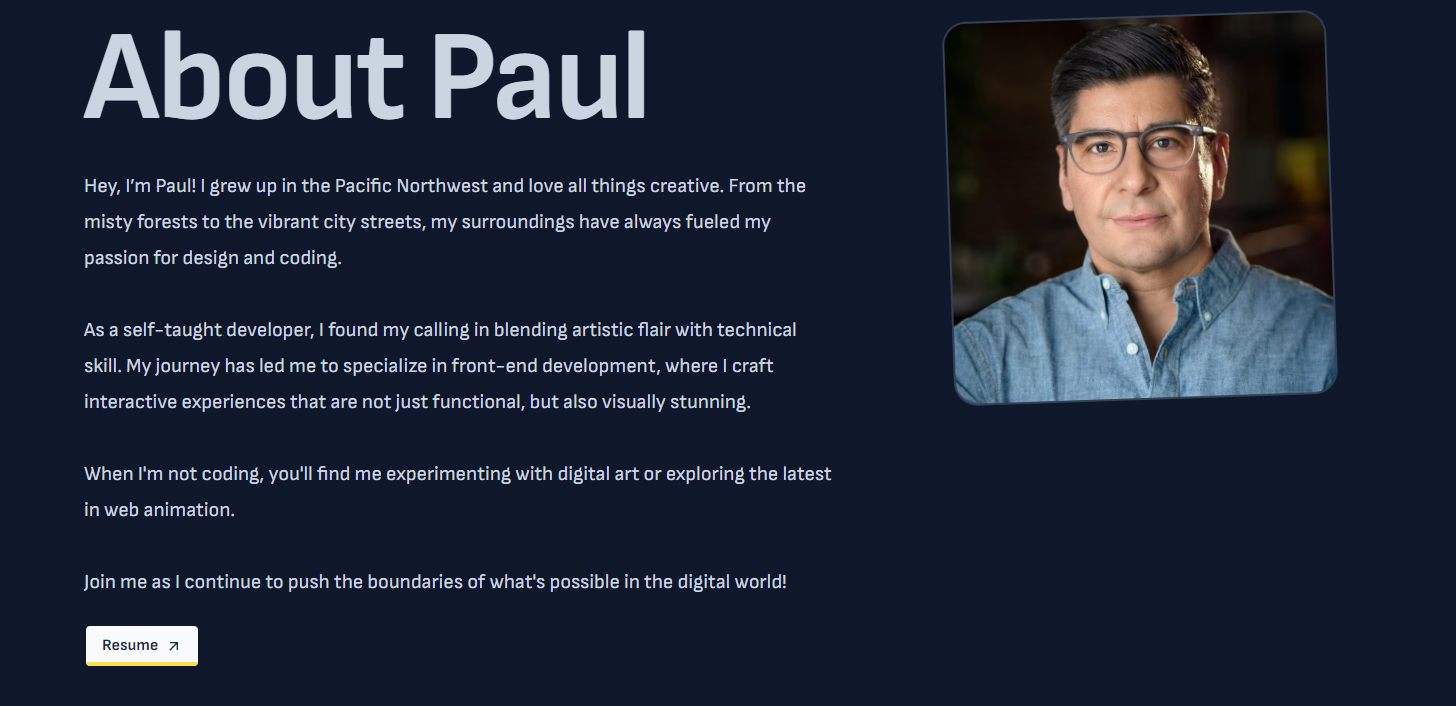 About Paul
Hey, I’m Paul! I grew up in the Pacific Northwest and love all things creative. From the
misty forests to the vibrant city streets, my surroundings have always fueled my
passion for design and coding.
As a self-taught developer, I found my calling in blending artistic flair with technical
skill. My journey has led me to specialize in front-end development, where I craft
interactive experiences that are not just functional, but also visually stunning.
When I'm not coding, you'll find me experimenting with digital art or exploring the latest
in web animation.
Join me as I continue to push the boundaries of what's possible in the digital world!
Resume